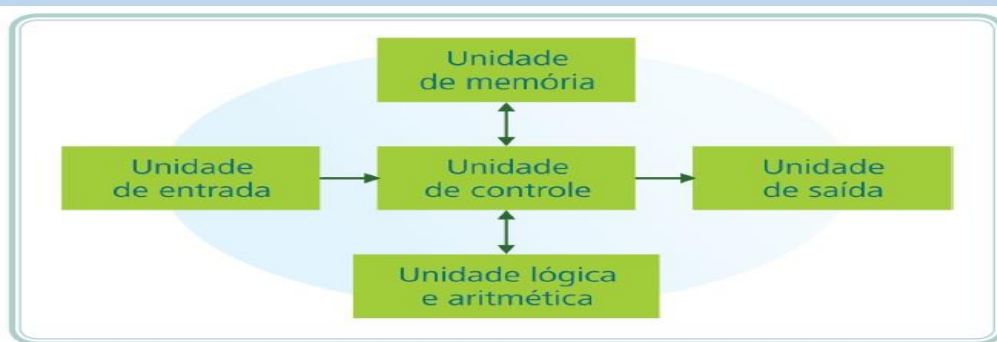 Unidade
de memória
Unidade
de entrada
Unidade
de controle
Unidade
de saída
Unidade lógica
e aritmética